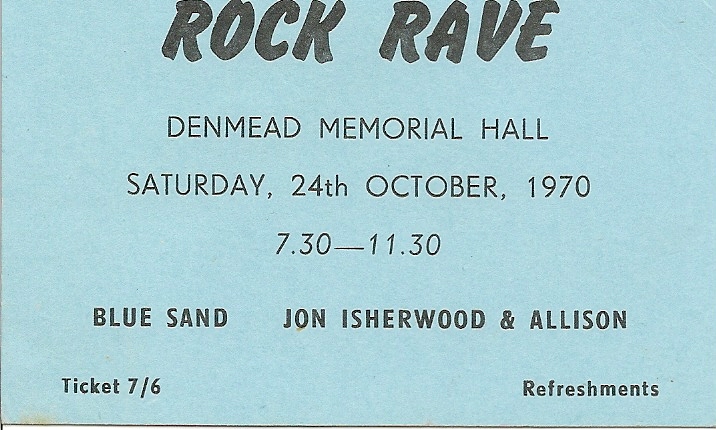 ROCK RAVE
DENMEAD MEMORIAL HALL
SATURDAY, 24th OCTOBER, 1970
7.30—11.30
BLUE SAND JON ISHERWOOD & ALLISON
Ticket 7/6 Refreshments